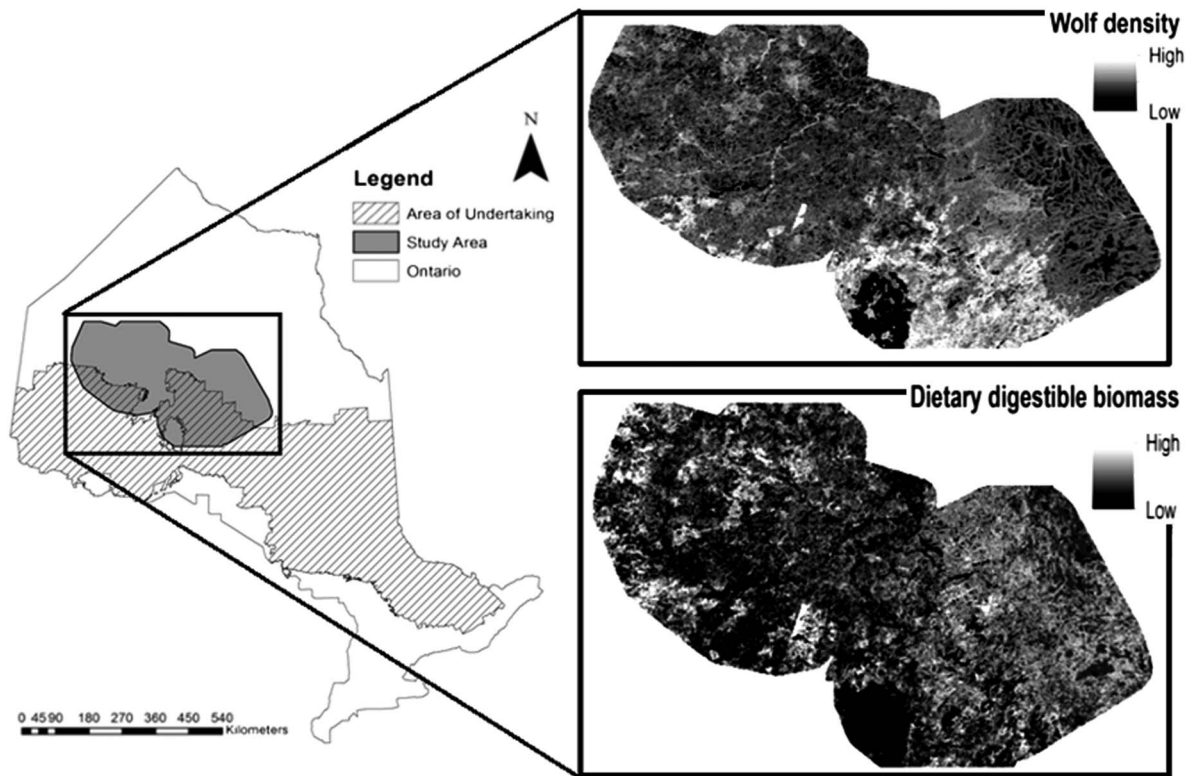 Wolf density
High
Low
N
Legend
Area of Undertaking
Study Area
Ontario
Dietary digestible biomass
High
Low
0 45 90 180 270 360 450 540
Kilometers